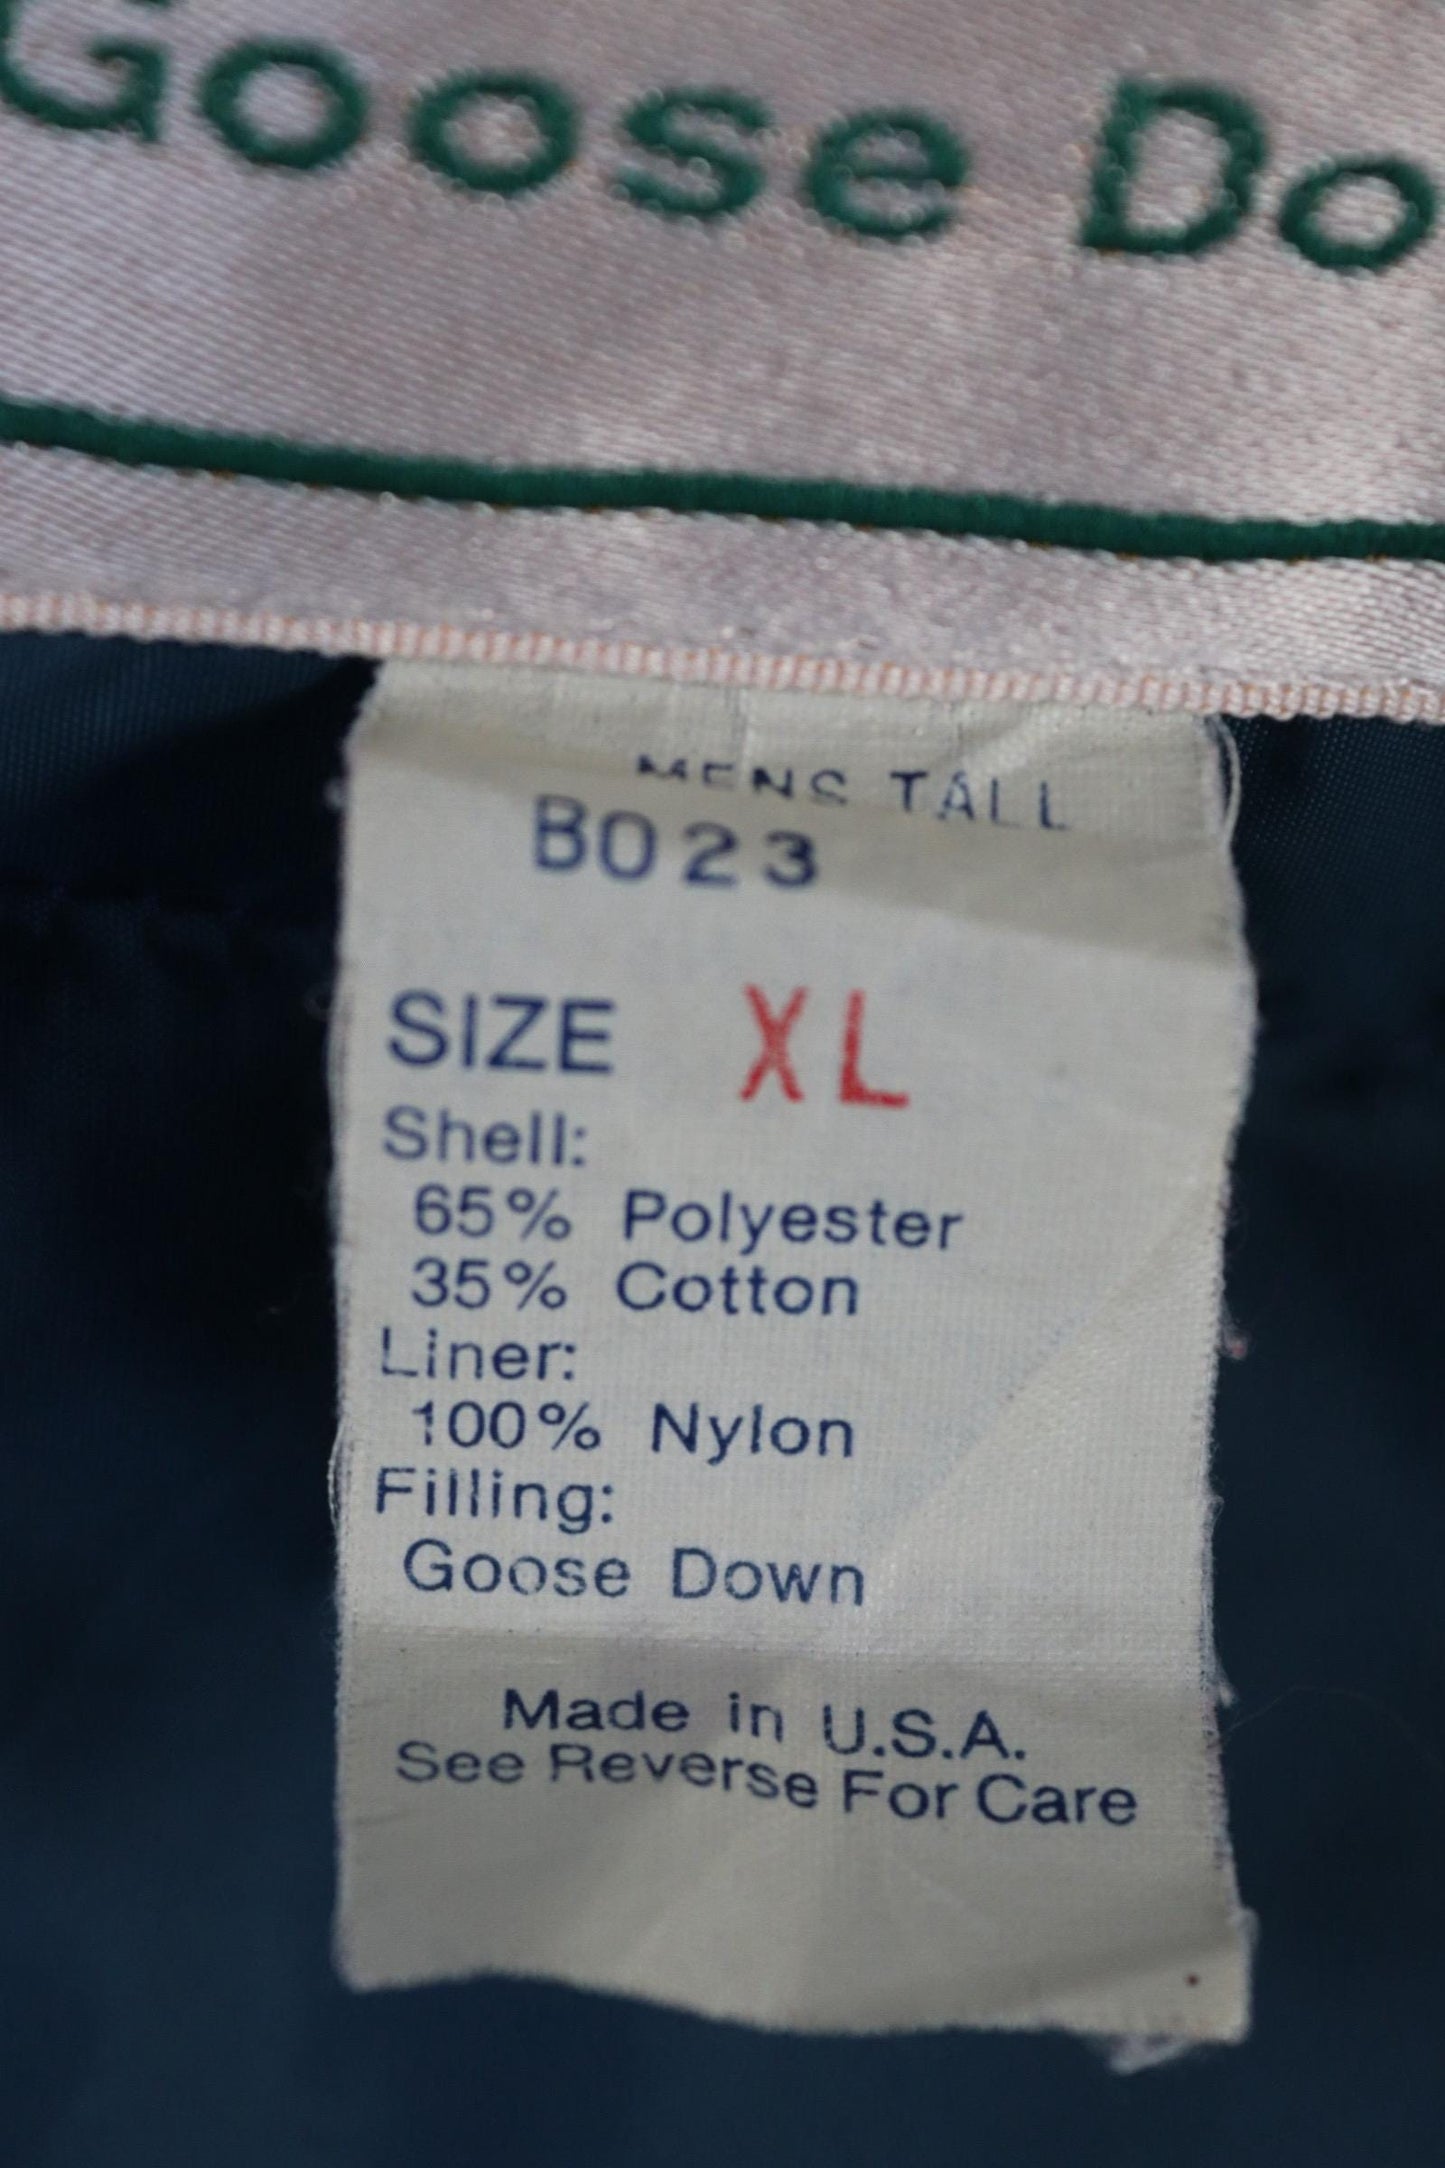 Goose Do
MENS TALL
B023
SIZE XL
Shell:
65% Polyester
35% Cotton
Liner:
100% Nylon
Filling:
Goose Down
Made in U.S.A.
See Reverse For Care